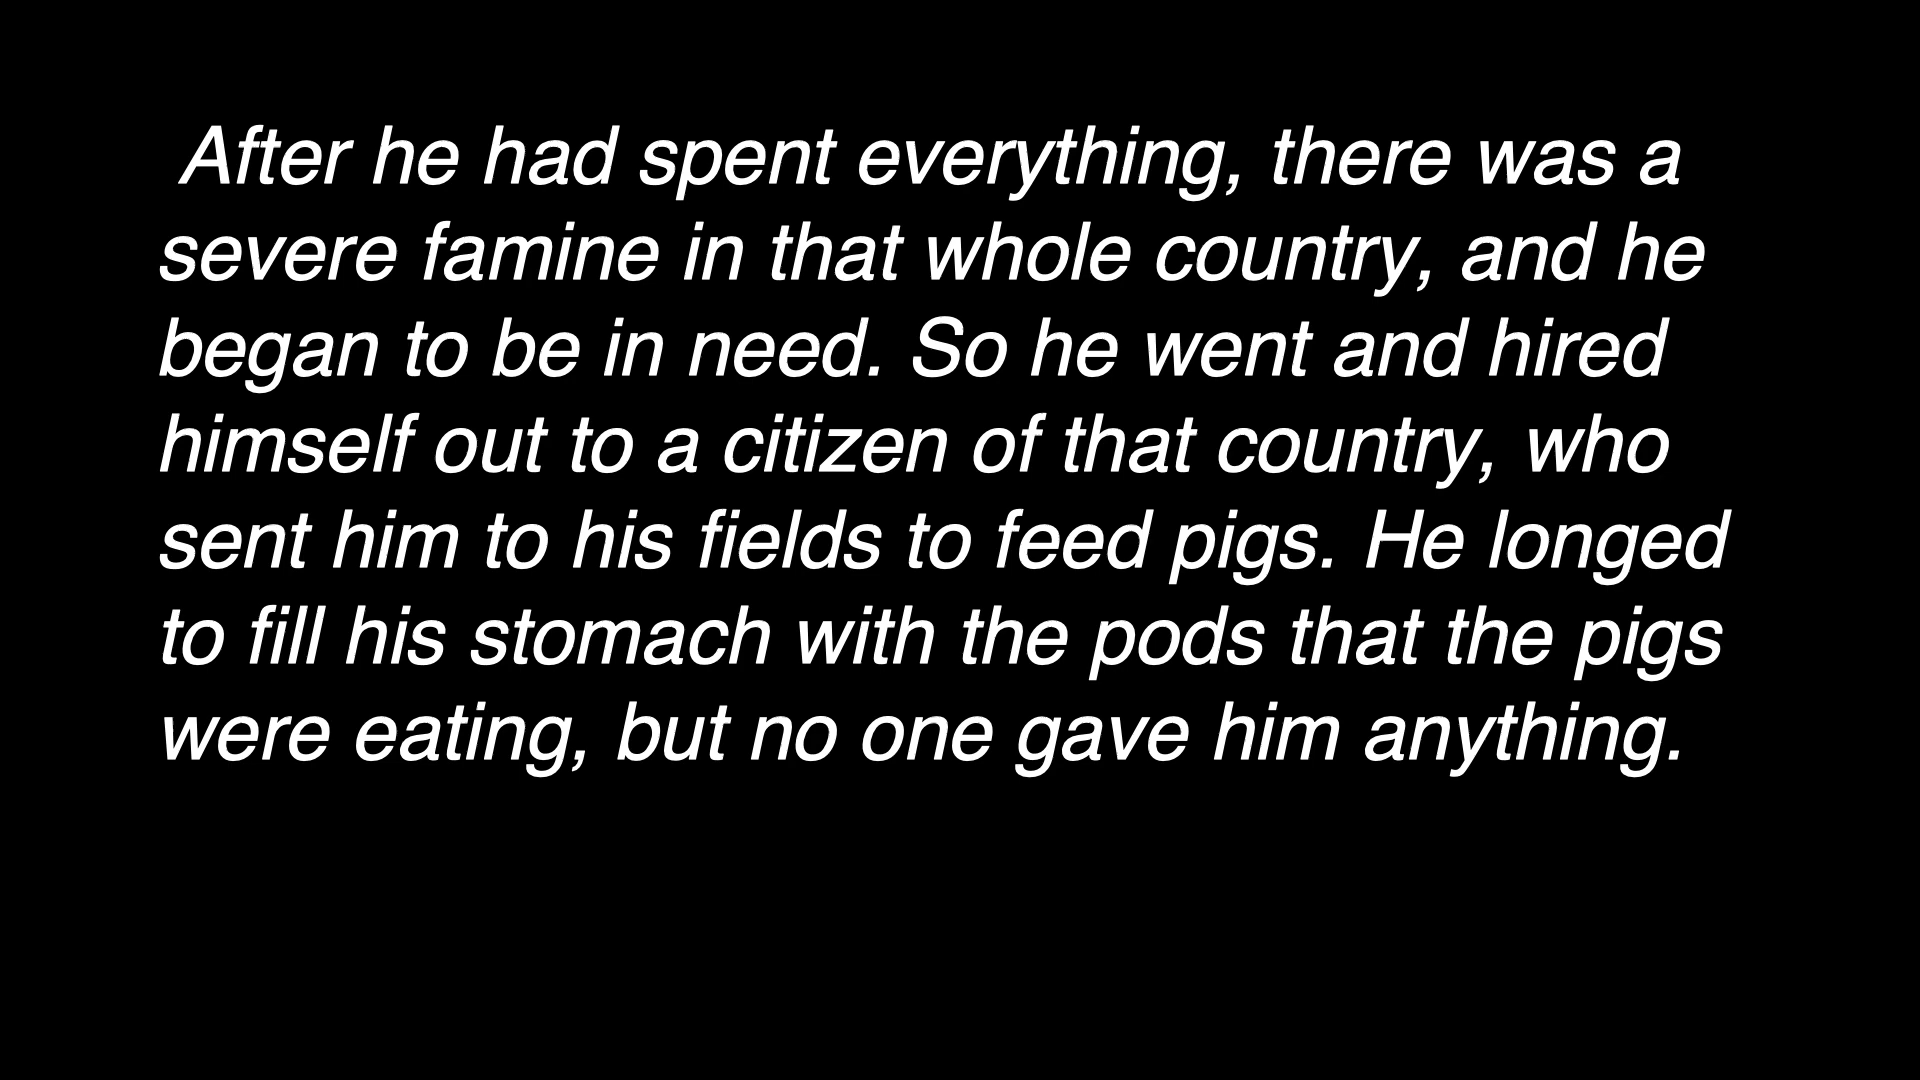 After he had spent everything, there was a
severe famine in that whole country, and he
began to be in need. So he went and hired
himself out to a citizen of that country, who
sent him to his fields to feed pigs. He longed
to fill his stomach with the pods that the pigs
were eating, but no one gave him anything.